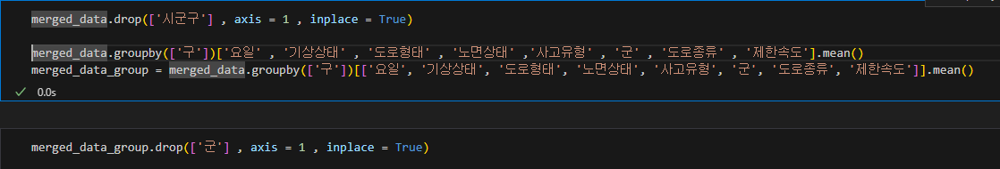 merged_data.drop(['시군구'] , axis = 1 , inplace = True)
merged_data.groupby(['구'])['요일' , '기상상태' , '도로형태' , '노면상태' ,'사고유형' , '군' , '도로종류' , '제한속도'].mean()
merged_data_group = merged_data.groupby(['구'])[['요일', '기상상태', '도로형태', '노면상태', '사고유형', '군', '도로종류', '제한속도']].mean()
0.0s
merged_data_group.drop(['군'] , axis = 1 , inplace = True)